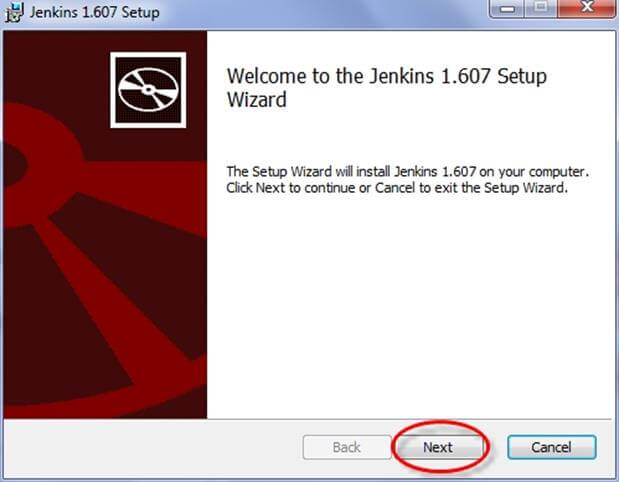 Jenkins 1.607 Setup
Welcome to the Jenkins 1.607 Setup
Wizard
The Setup Wizard will install Jenkins 1.607 on your computer.
Click Next to continue or Cancel to exit the Setup Wizard.
Back Next Cancel